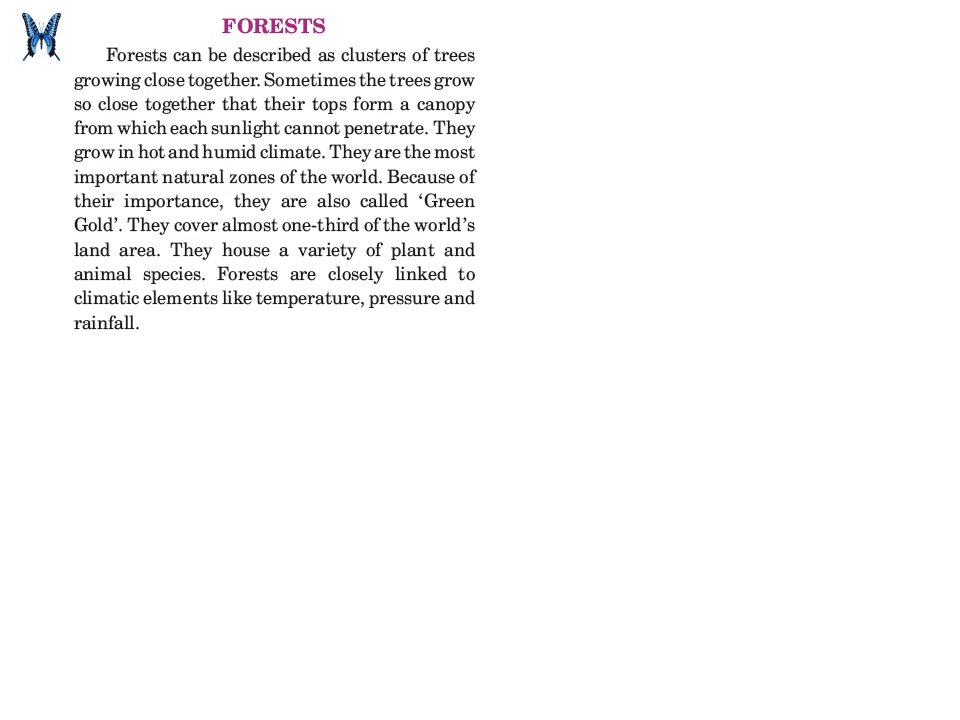 FORESTS
Forests can be described as clusters of trees
growing close together. Sometimes the trees grow
so close together that their tops form a canopy
from which each sunlight cannot penetrate. They
grow in hot and humid climate. They are the most
important natural zones of the world. Because of
their importance, they are also called ‘Green
Gold’. They cover almost one-third of the world’s
land area. They house a variety of plant and
animal species. Forests are closely linked to
climatic elements like temperature, pressure and
rainfall.